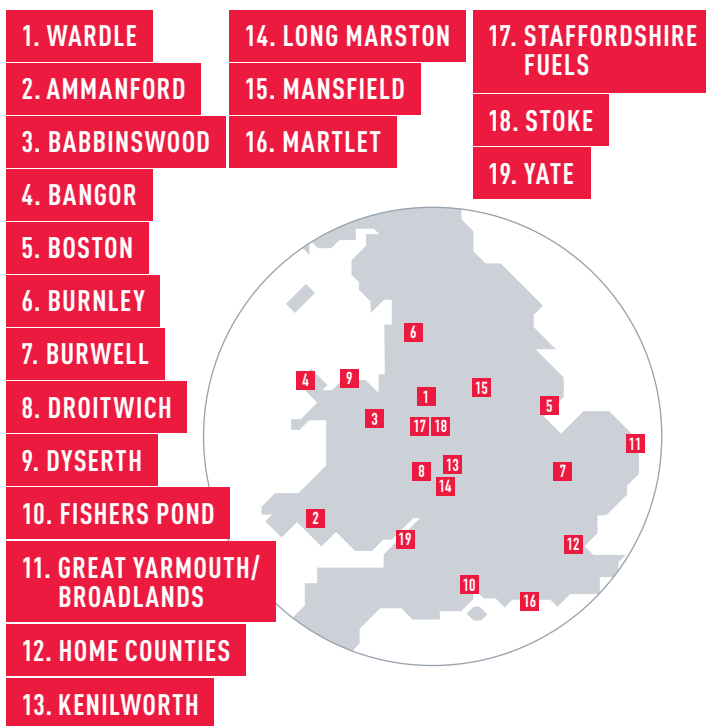 1. WARDLE
2. AMMANFORD
3. BABBINSWOOD
4. BANGOR
5. BOSTON
6. BURNLEY
7. BURWELL
8. DROITWICH
9. DYSERTH
10. FISHERS POND
11. GREAT YARMOUTH/
BROADLANDS
12. HOME COUNTIES
13. KENILWORTH
14. LONG MARSTON
15. MANSFIELD
16. MARTLET
17. STAFFORDSHIRE
FUELS
18. STOKE
19. YATE
6
4
9
15
1
5
3
17
18
11
13
8
7
14
2
19
12
10
16